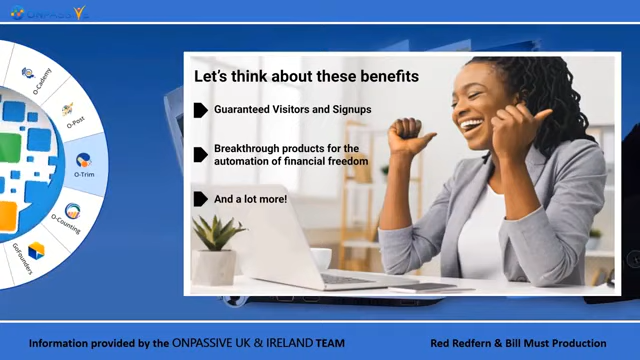 ONPASSIVE
O-Cademy
O-Post
O-Trim
O-Counting
GoFounders
Let's think about these benefits
Guaranteed Visitors and Signups
Breakthrough products for the
automation of financial freedom
And a lot more!
Information provided by the ONPASSIVE UK & IRELAND TEAM
Red Redfern & Bill Must Production